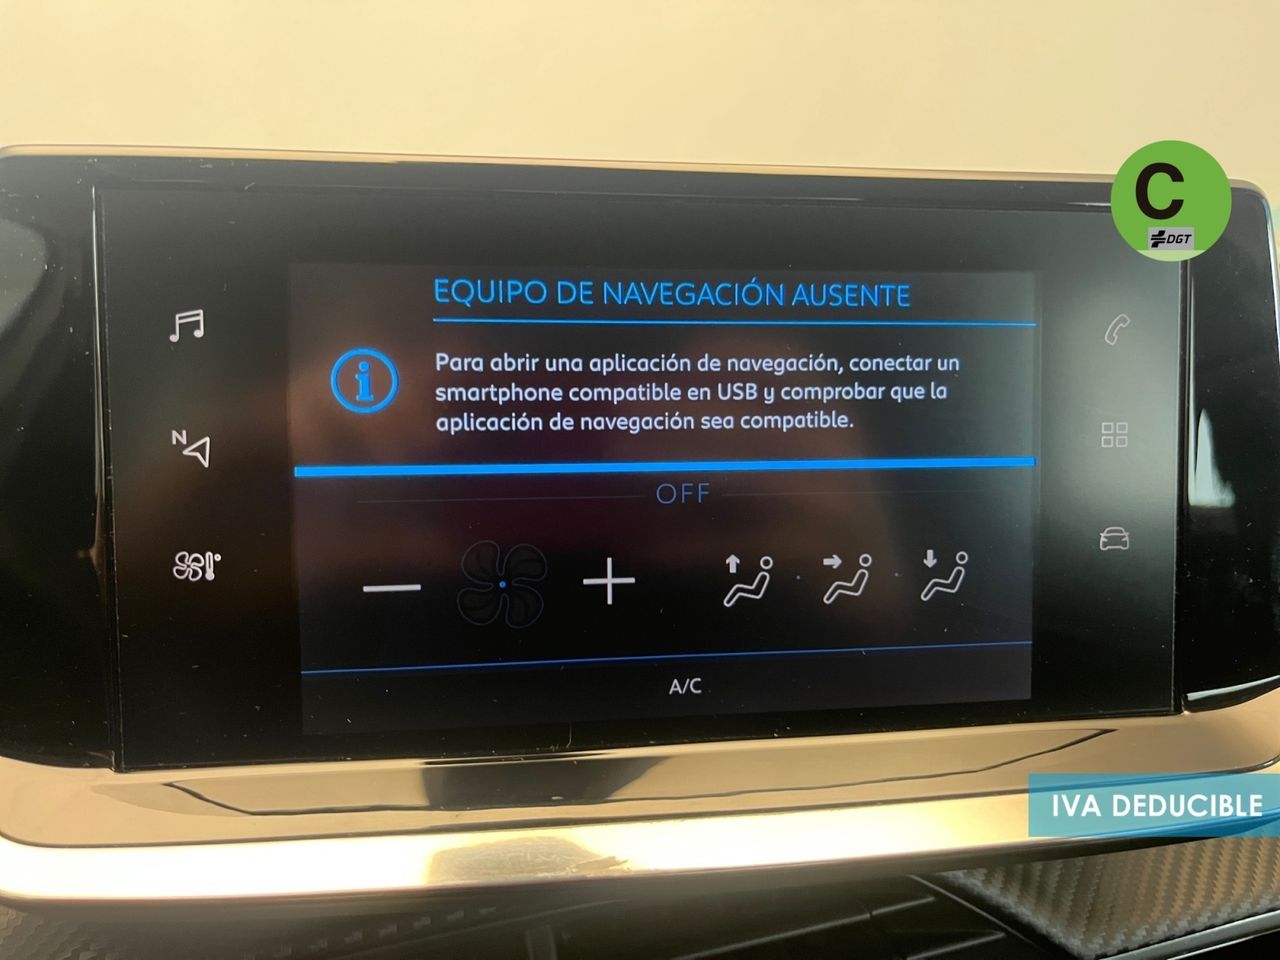 C
DGT
EQUIPO DE NAVEGACIÓN AUSENTE
Para abrir una aplicación de navegación, conectar un
smartphone compatible en USB y comprobar que la
aplicación de navegación sea compatible.
N
OFF
A/C
IVA DEDUCIBLE